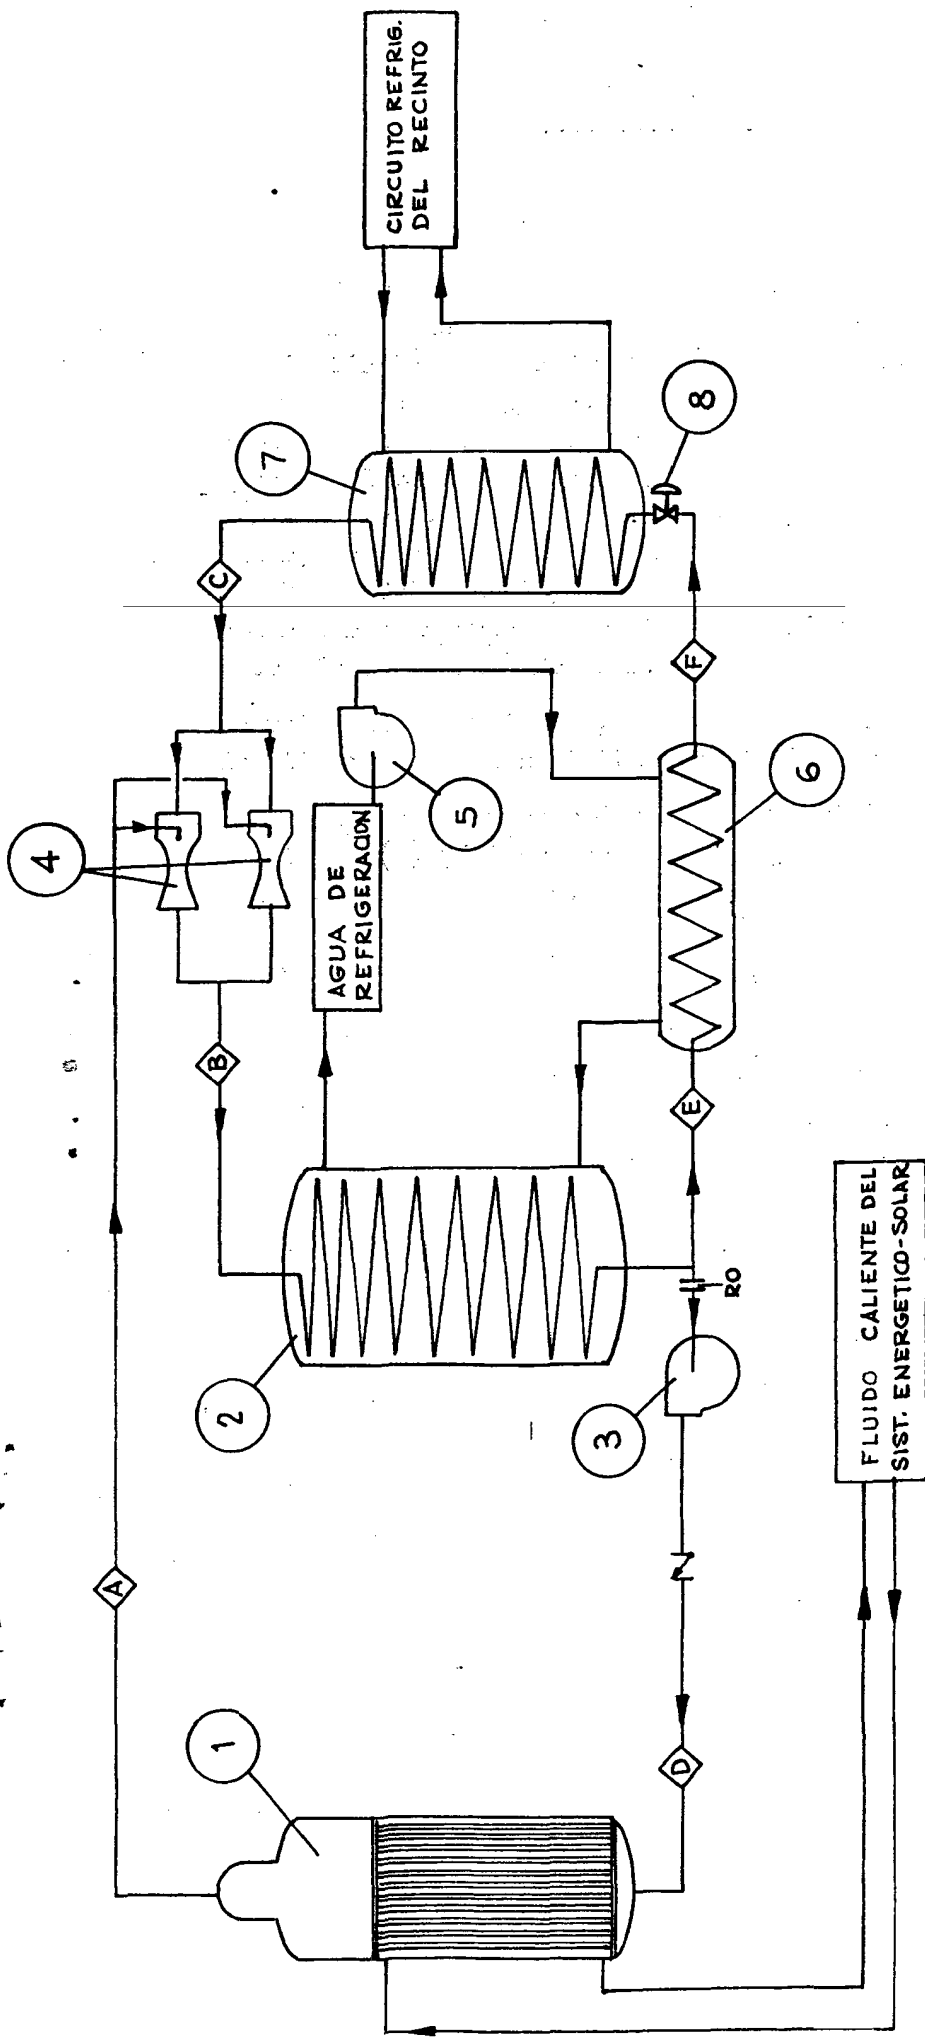 CIRCUITO REFRIG.
DEL RECINTO
7
8
C
F
4
5
6
AGUA DE
REFRIGERACION
B
E
2
RO
3
A
1
D
FLUIDO CALIENTE DEL
SIST. ENERGETICO-SOLAR